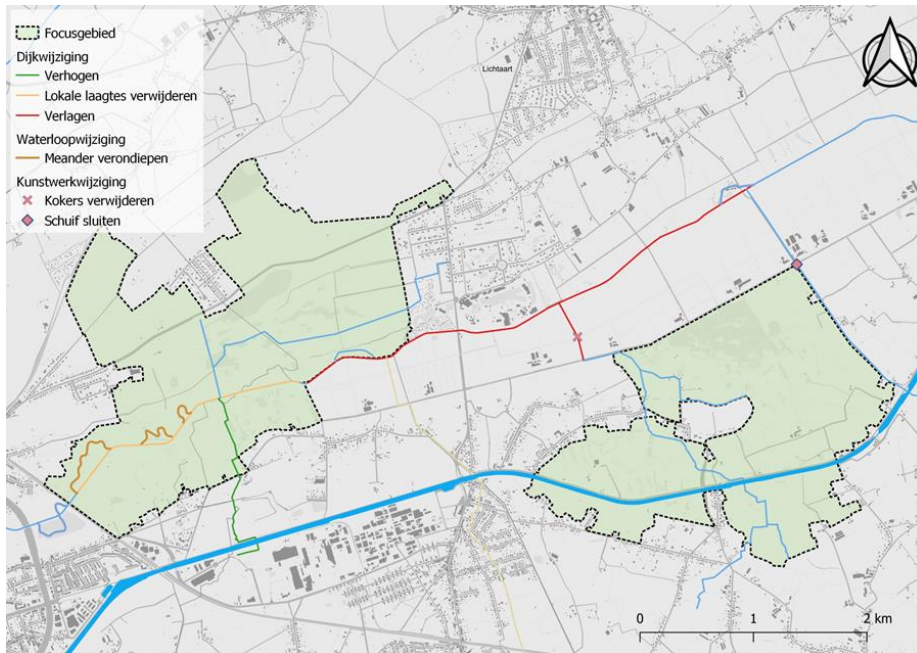 Focusgebied
Dijkwijziging
Verhogen
Lokale laagtes verwijderen
Verlagen
Waterloopwijziging
Meander verondiepen
Kunstwerkwijziging
Kokers verwijderen
Schuif sluiten
Lichtaart
0 1 2 km